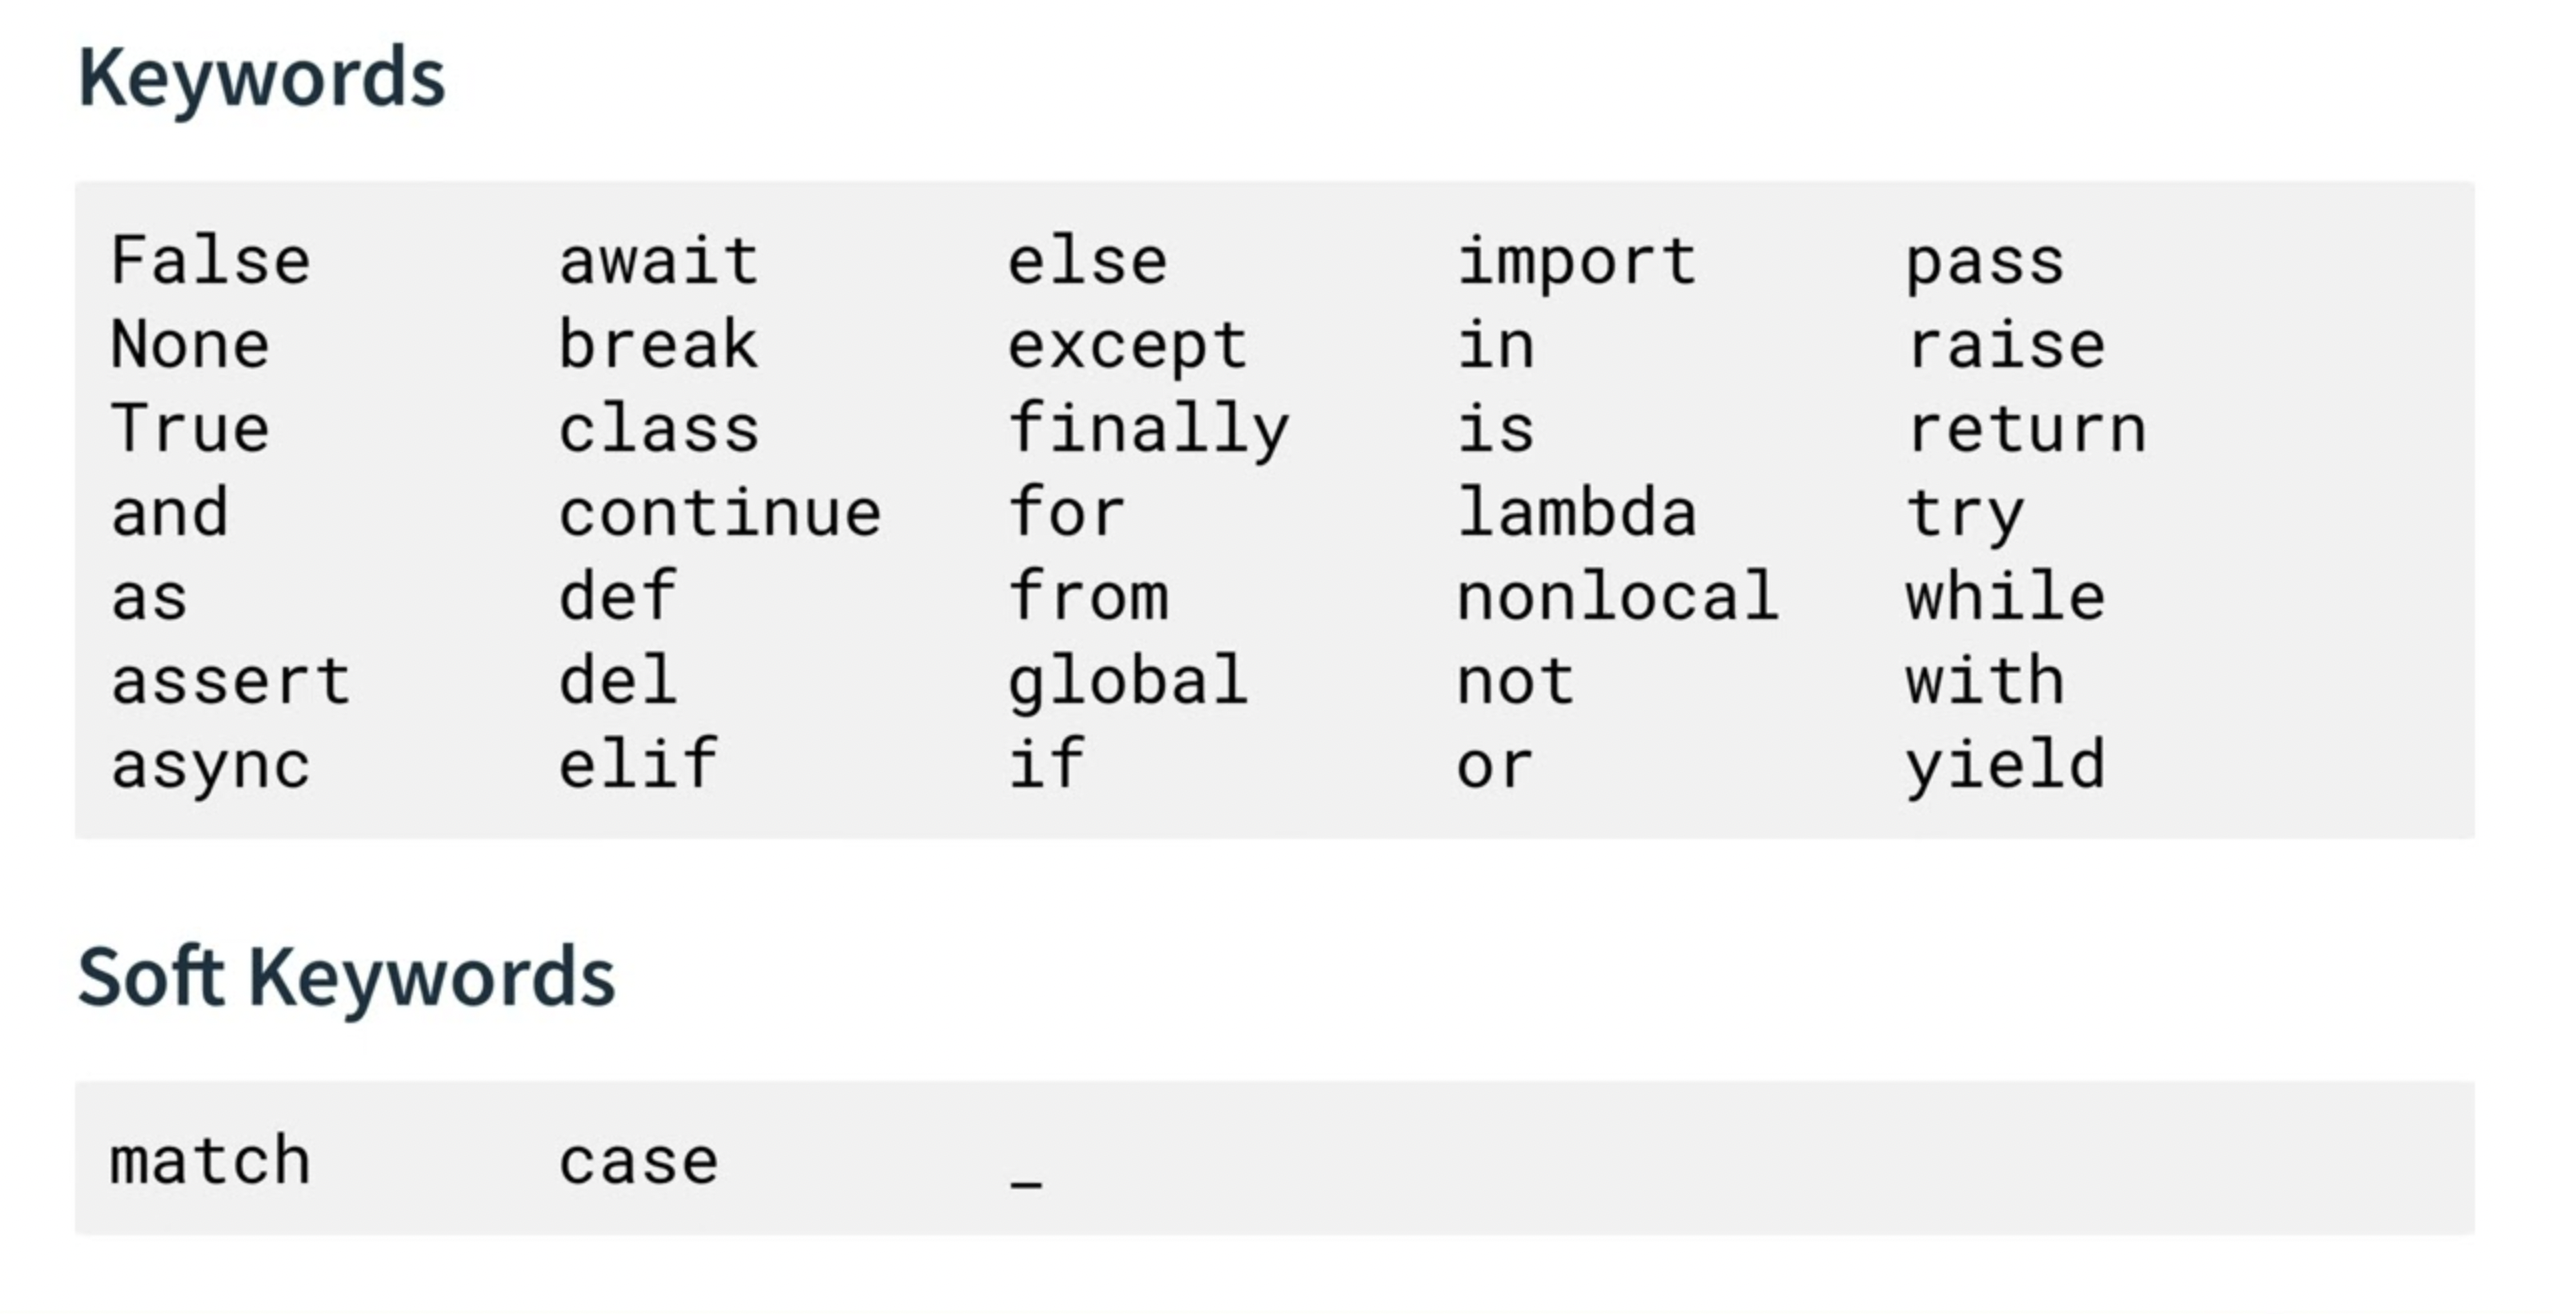 Keywords
False await else import pass
None break except in raise
True class finally is return
and continue for lambda try
as def from nonlocal while
assert del global not with
async elif if or yield
Soft Keywords
match case _